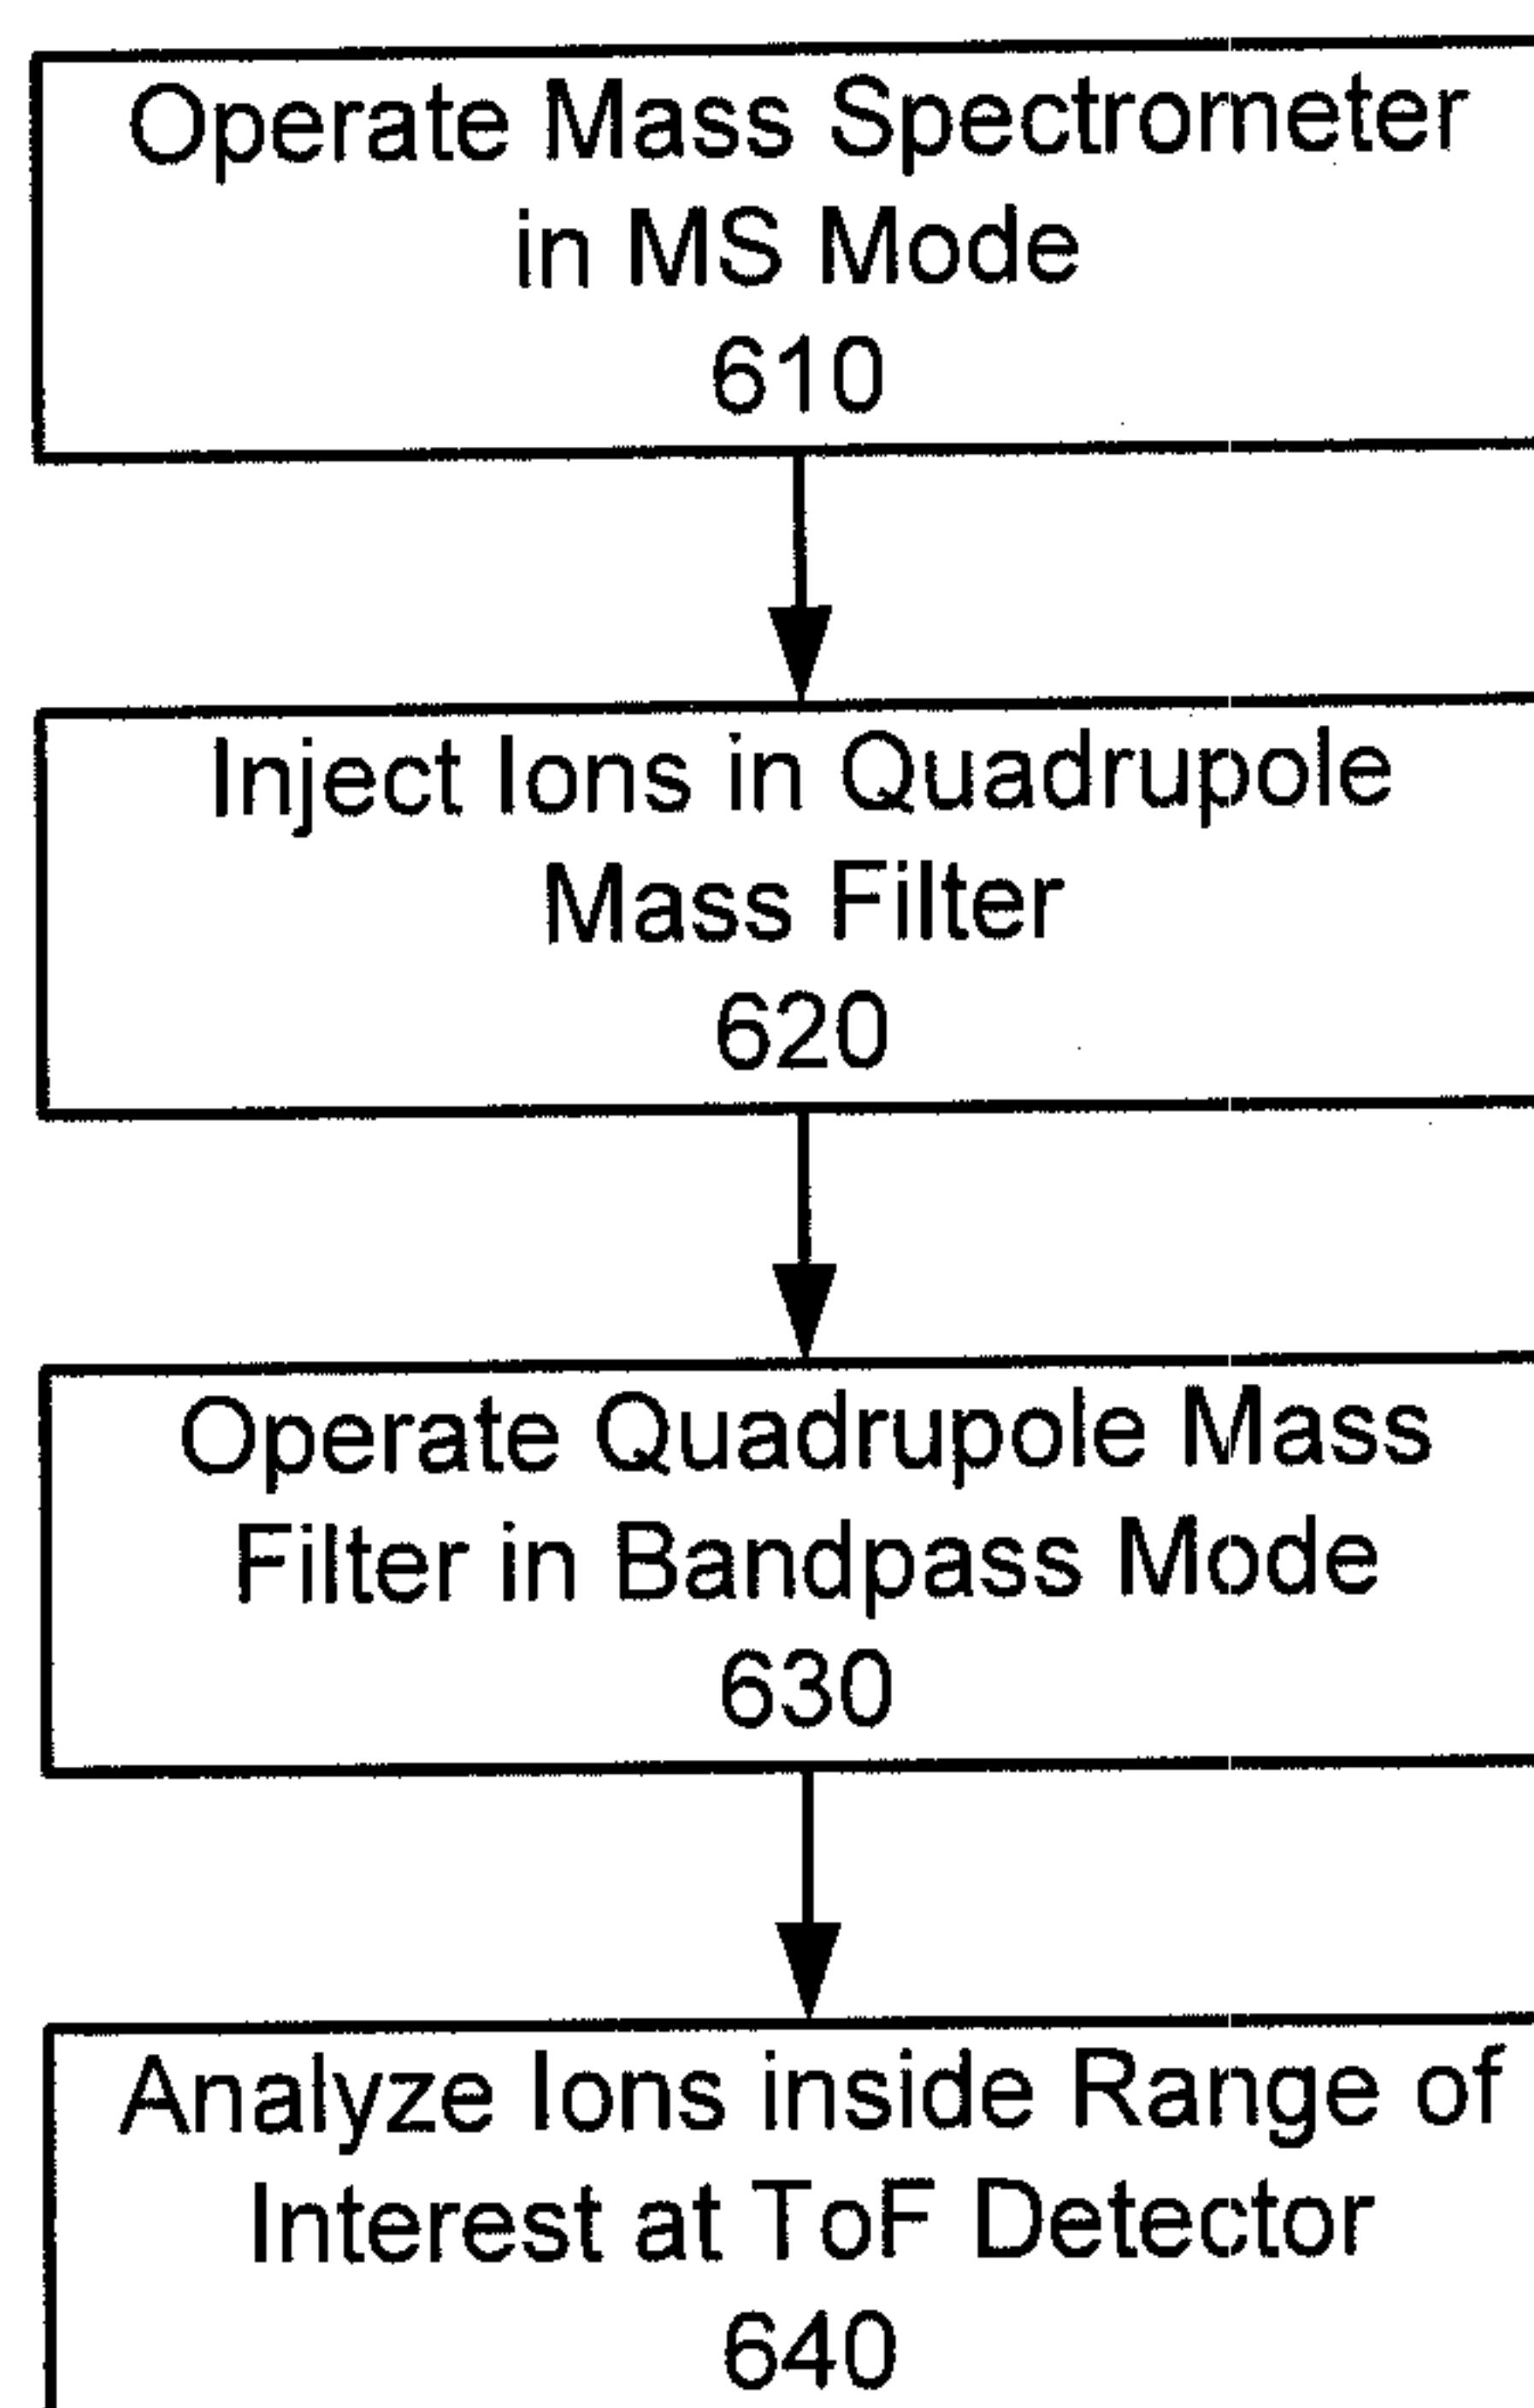 Operate Mass Spectrometer
in MS Mode
610
Inject Ions in Quadrupole
Mass Filter
620
Operate Quadrupole Mass
Filter in Bandpass Mode
630
Analyze Ions inside Range of
Interest at ToF Detector
640